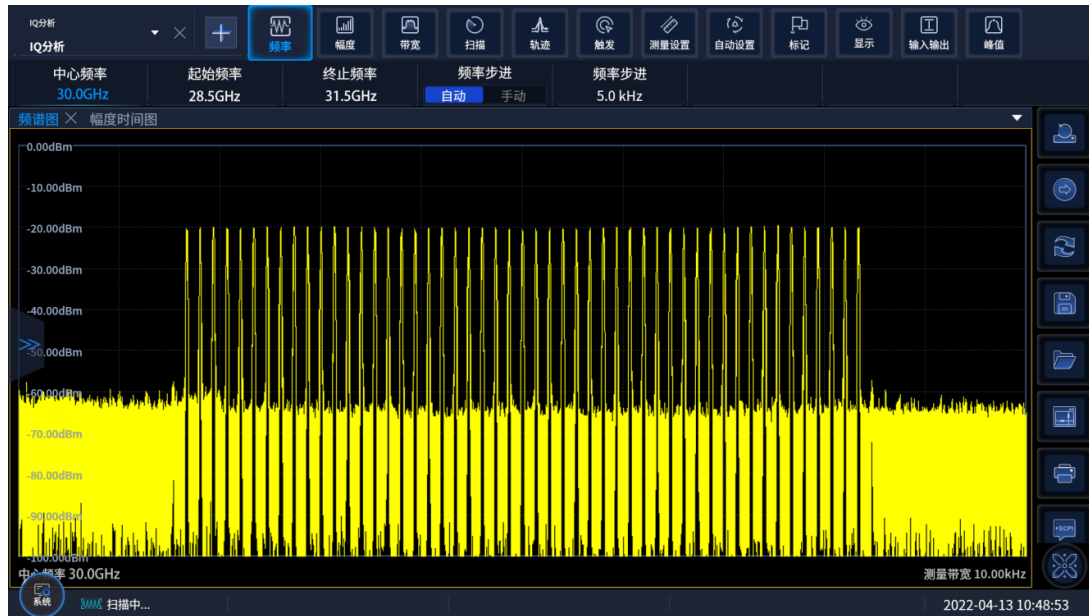 IQ分析
IQ分析
频率
幅度
带宽
扫描
轨迹
触发
测量设置
自动设置
标记
显示
输入输出
峰值
中心频率
30.0GHz
起始频率
28.5GHz
终止频率
31.5GHz
频率步进
自动 手动
频率步进
5.0 kHz
频谱图 幅度时间图
0.00dBm
-10.00dBm
-20.00dBm
-30.00dBm
-40.00dBm
-50.00dBm
-60.00dBm
-70.00dBm
-80.00dBm
-90.00dBm
-100.00dBm
中心频率 30.0GHz
测量带宽 10.00kHz
•SCPI
系统
扫描中...
2022-04-13 10:48:53